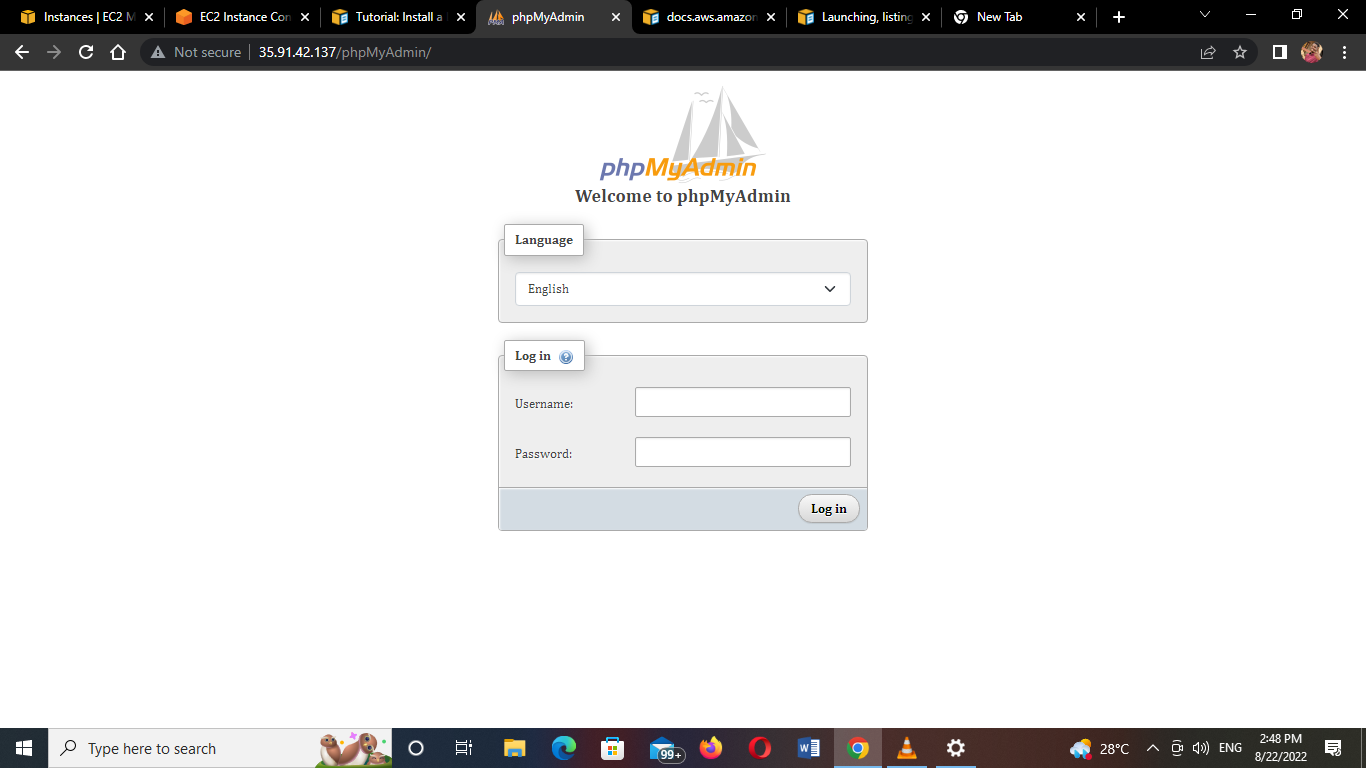 Instances | EC2 M
EC2 Instance Con
Tutorial: Install a
phpMyAdmin
docs.aws.amazon
Launching, listing
New Tab
Not secure 35.91.42.137/phpMyAdmin/
phpMyAdmin
Welcome to phpMyAdmin
Language
English
Log in
Username:
Password:
Log in
Type here to search
99+
28°C
ENG
2:48 PM
8/22/2022